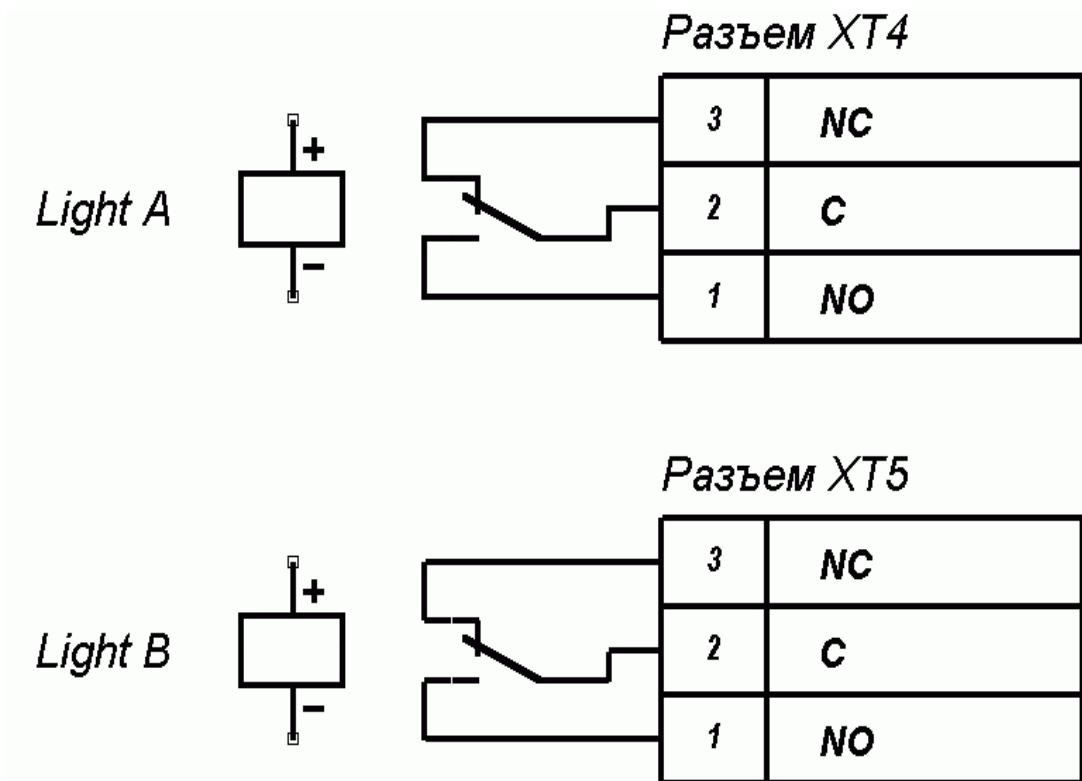 Разъем XT4
3 NC
+
Light A
2 C
–
1 NO
Разъем XT5
3 NC
+
Light B
2 C
–
1 NO